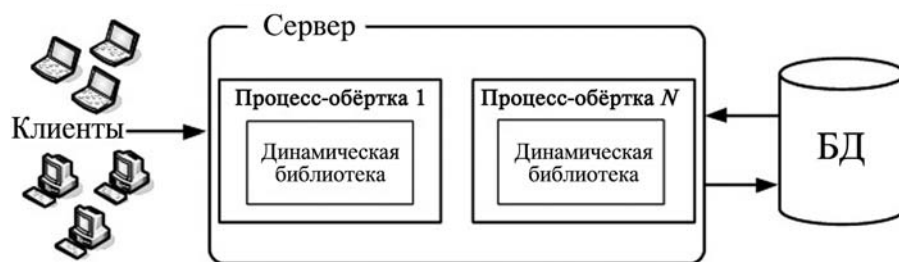 Сервер
Процесс-обёртка 1
Процесс-обёртка N
Клиенты
Динамическая
библиотека
Динамическая
библиотека
БД